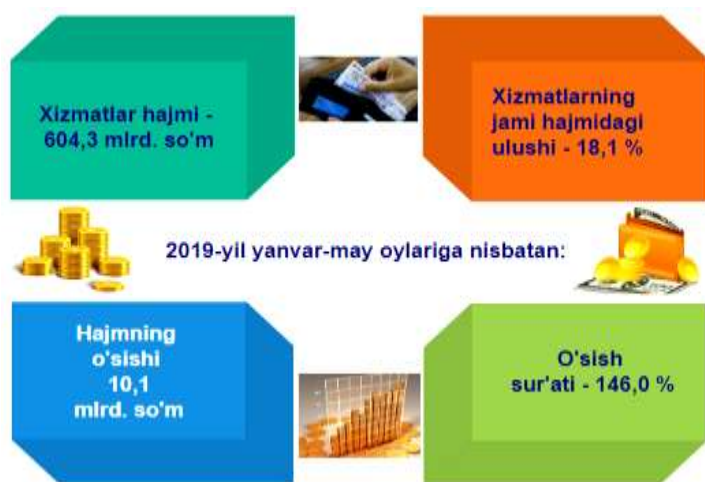 Xizmatlar hajmi -
604,3 mlrd. so'm
Xizmatlarning
jami hajmidagi
ulushi - 18,1 %
2019-yil yanvar-may oylariga nisbatan:
Hajmning
o'sishi
10,1
mlrd. so'm
O'sish
sur'ati - 146,0 %